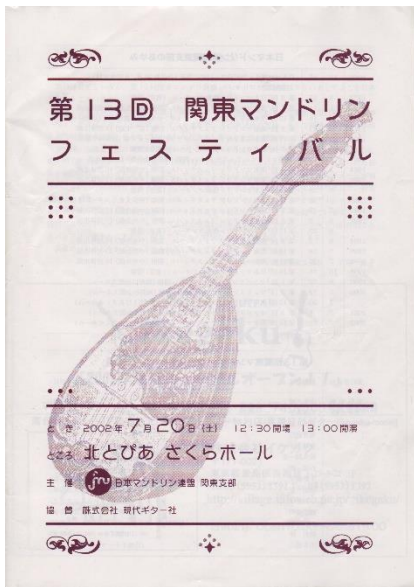 第13回 関東マンドリン
フェスティバル
とき 2002年7月20日(土) 12:30開場 13:00開幕
ところ 北とぴあ さくらホール
主催 jmu 日本マンドリン連盟 関東支部
協賛 株式会社 現代ギター社